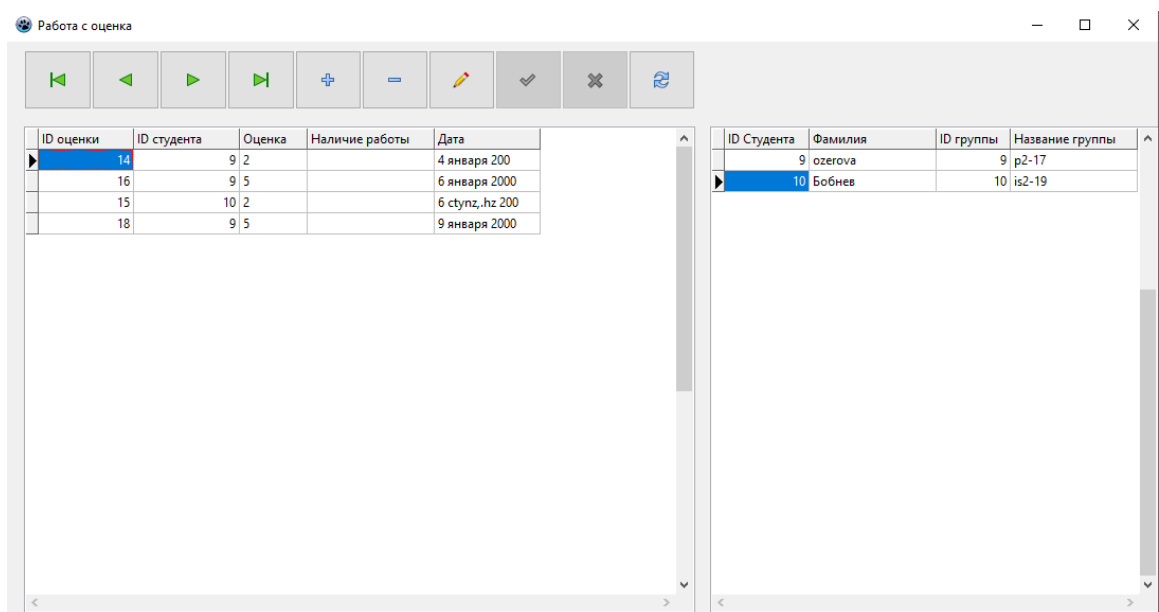 Работа с оценка
ID оценки ID студента Оценка Наличие работы Дата
14 9 2 4 января 200
16 9 5 6 января 2000
15 10 2 6 ctynz,.hz 200
18 9 5 9 января 2000
ID Студента Фамилия ID группы Название группы
9 ozerova 9 p2-17
10 Бобнев 10 is2-19